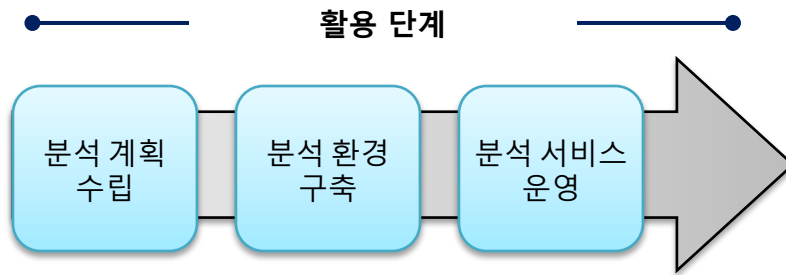 활용 단계
분석 계획
수립
분석 환경
구축
분석 서비스
운영